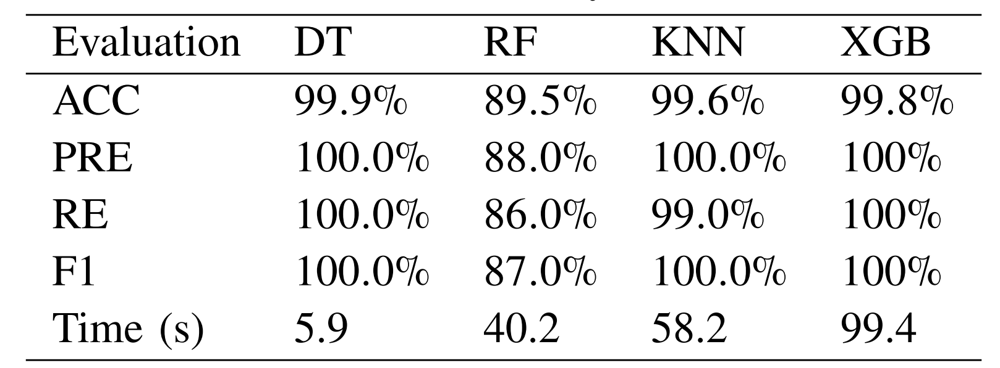 Evaluation DT RF KNN XGB
ACC 99.9% 89.5% 99.6% 99.8%
PRE 100.0% 88.0% 100.0% 100%
RE 100.0% 86.0% 99.0% 100%
F1 100.0% 87.0% 100.0% 100%
Time (s) 5.9 40.2 58.2 99.4